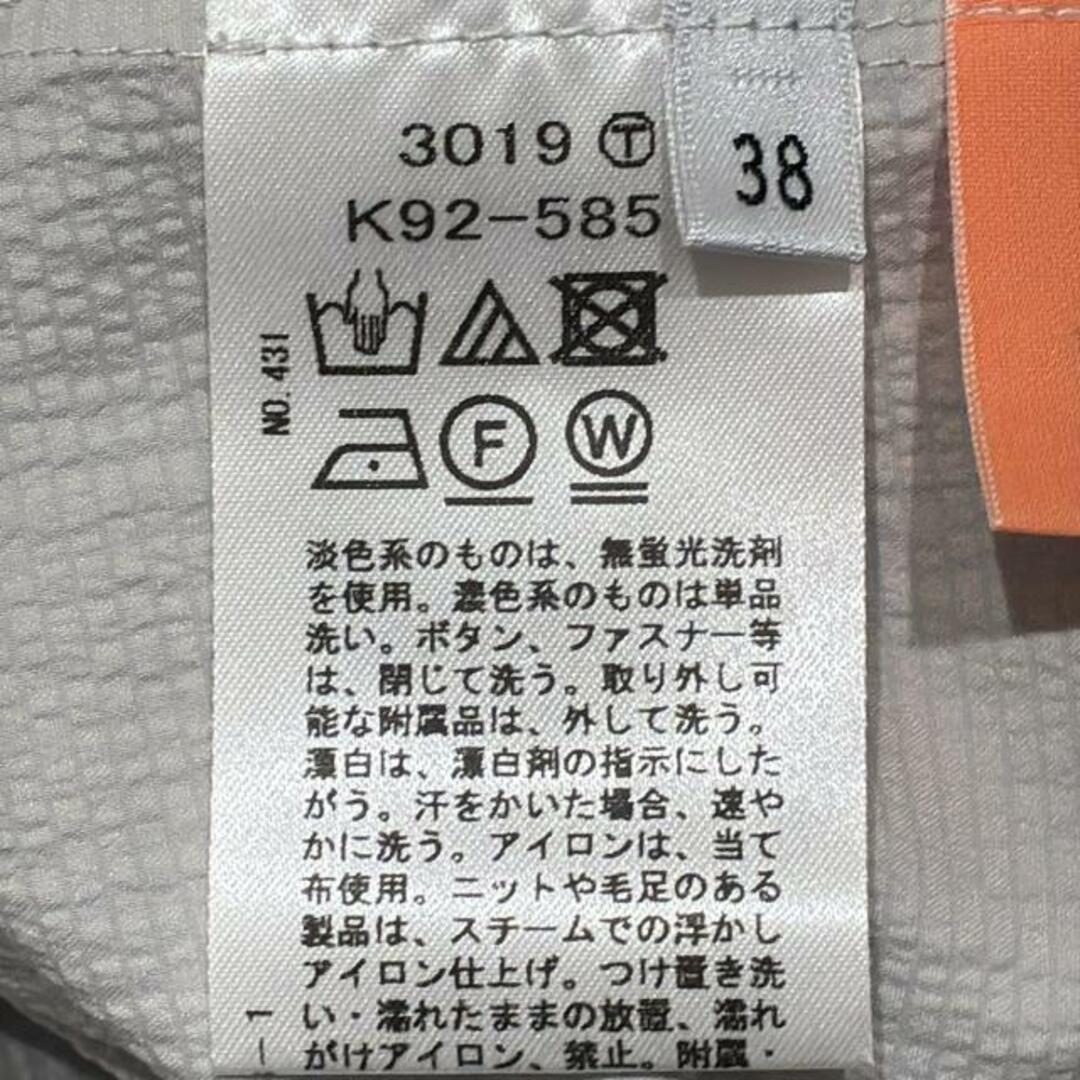 3019 Ⓣ
38
K92-585
NO.431
F
W
淡色系のものは、無蛍光洗剤
を使用。濃色系のものは単品
洗い。ボタン、ファスナー等
は、閉じて洗う。取り外し可
能な附属品は、外して洗う。
漂白は、漂白剤の指示にした
がう。汗をかいた場合、速や
かに洗う。アイロンは、当て
布使用。ニットや毛足のある
製品は、スチームでの浮かし
アイロン仕上げ。つけ置き洗
い・濡れたままの放置、濡れ
がけアイロン、禁止。附属・